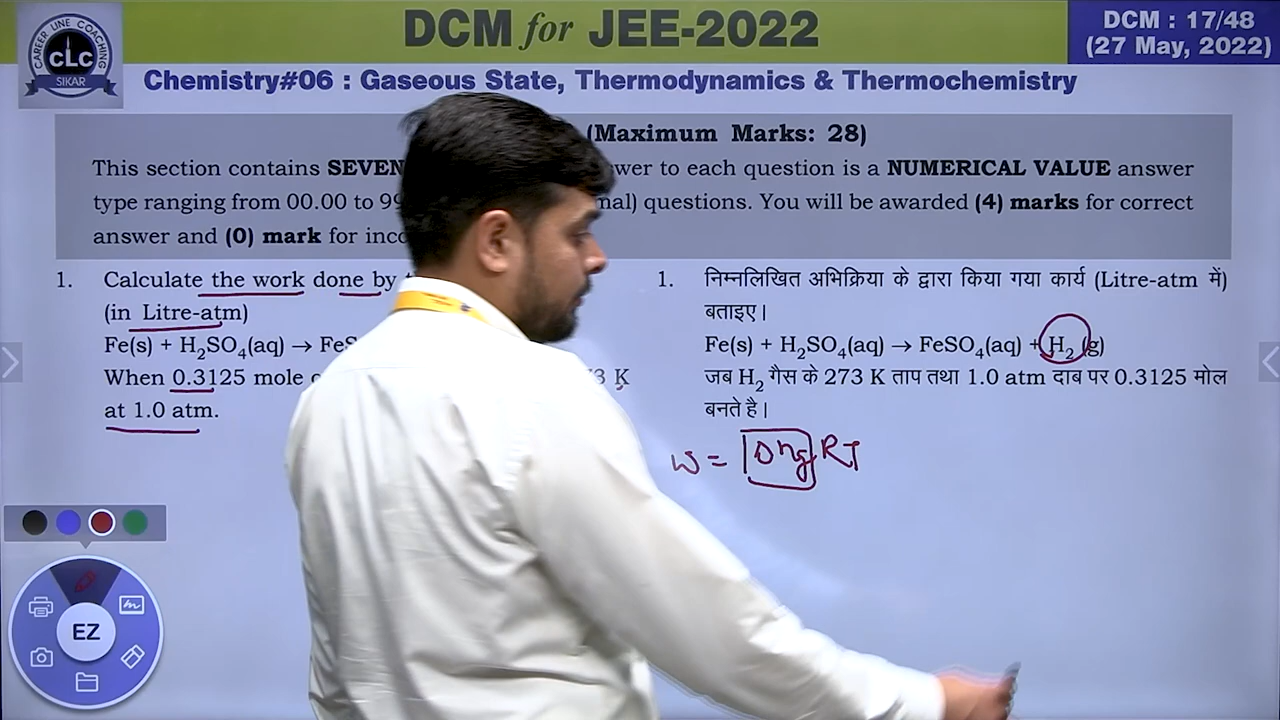 CAREER LINE COACHING
CLC
SIKAR
DCM for JEE-2022
DCM : 17/48
(27 May, 2022)
Chemistry#06 : Gaseous State, Thermodynamics & Thermochemistry
(Maximum Marks: 28)
This section contains SEVEN wer to each question is a NUMERICAL VALUE answer
type ranging from 00.00 to 99 nal) questions. You will be awarded (4) marks for correct
answer and (0) mark for inco
1. Calculate the work done by
(in Litre-atm)
Fe(s) + H₂SO₄(aq) → FeS
When 0.3125 mole 3 K
at 1.0 atm.
1. निम्नलिखित अभिक्रिया के द्वारा किया गया कार्य (Litre-atm में)
बताइए।
Fe(s) + H₂SO₄(aq) → FeSO₄(aq) + H₂ (g)
जब H₂ गैस के 273 K ताप तथा 1.0 atm दाब पर 0.3125 मोल
बनते है।
w = Δng RT
EZ